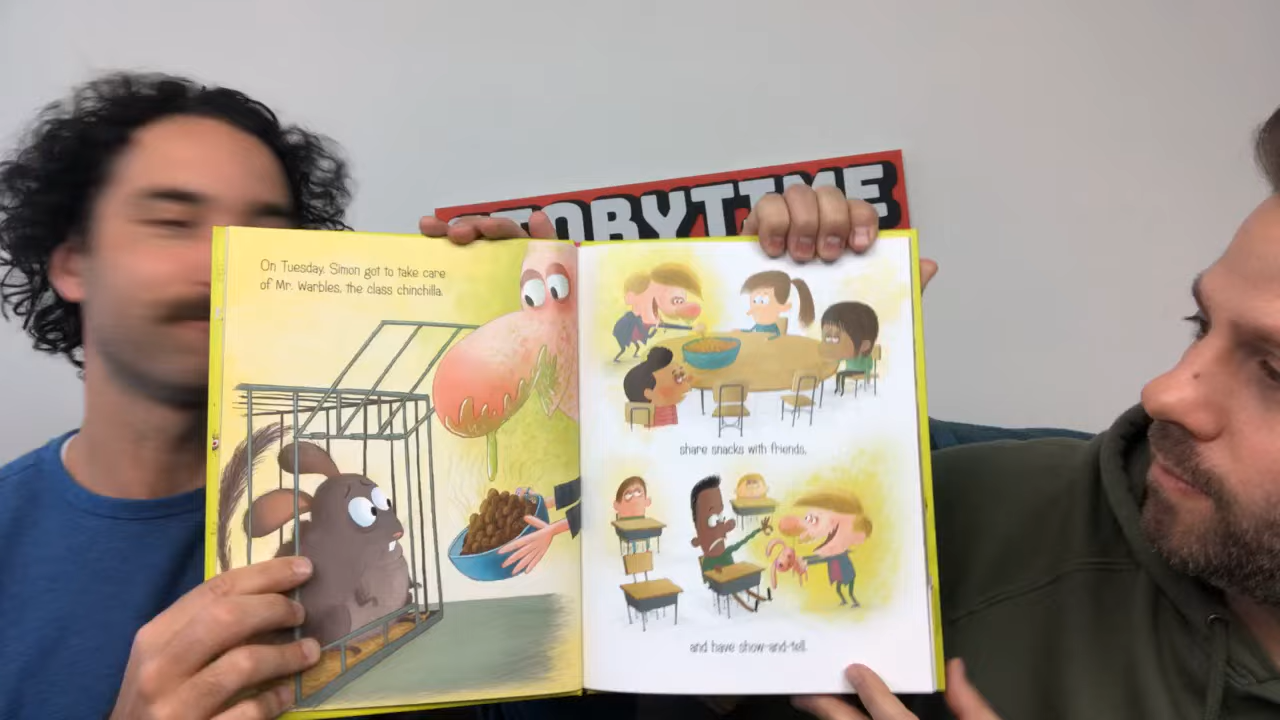 STORYTIME
On Tuesday, Simon got to take care
of Mr. Warbles, the class chinchilla,
share snacks with friends,
and have show-and-tell.